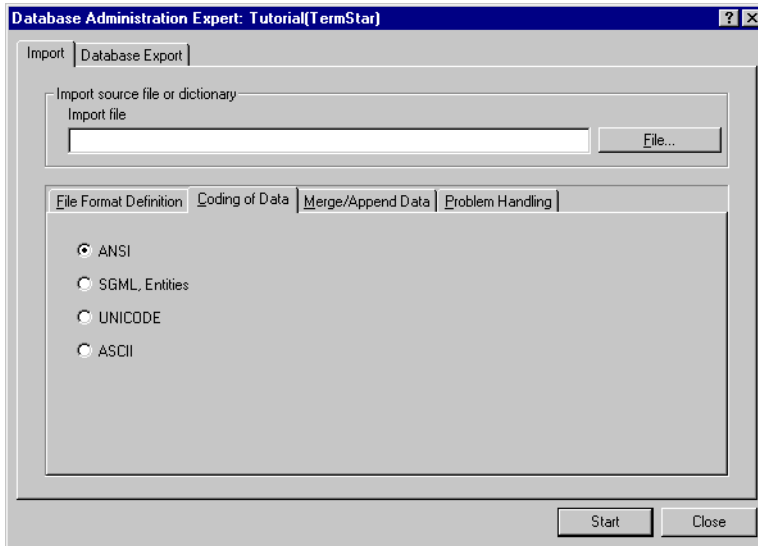 Database Administration Expert: Tutorial(TermStar)
Import Database Export
Import source file or dictionary
Import file
File...
File Format Definition Coding of Data Merge/Append Data Problem Handling
ANSI
SGML, Entities
UNICODE
ASCII
Start Close